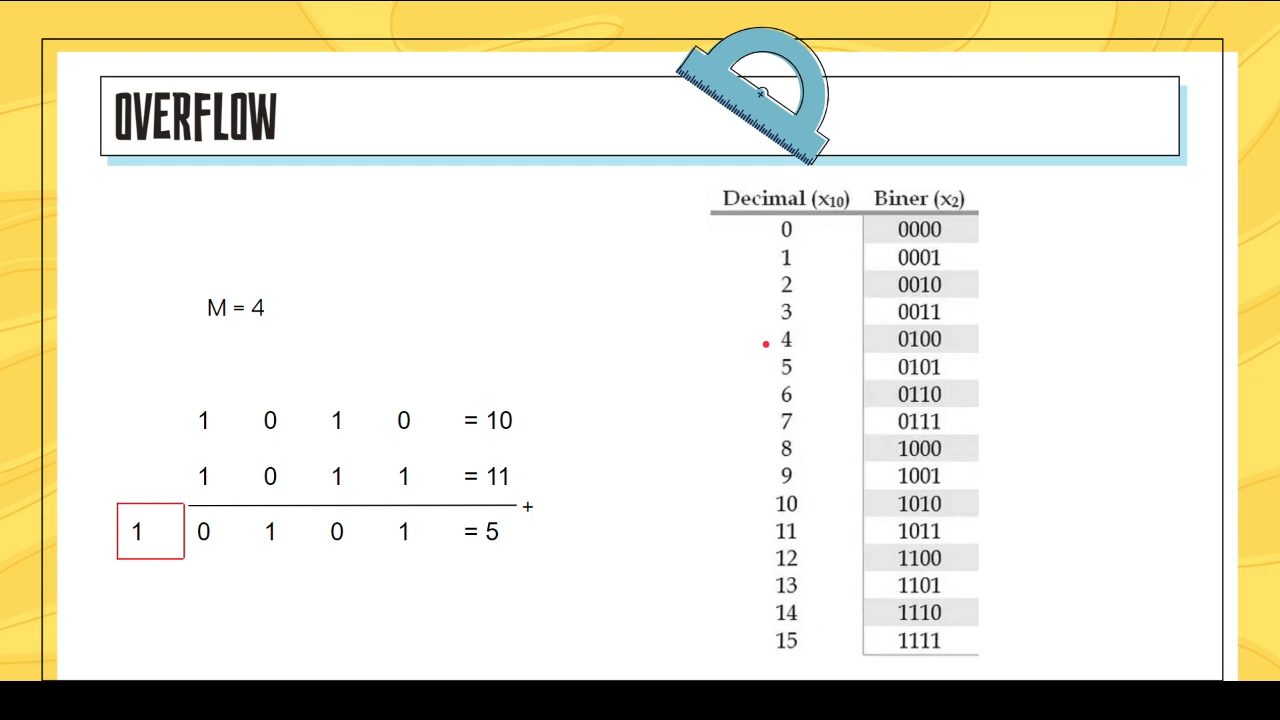 OVERFLOW
M = 4
1 0 1 0 = 10
1 0 1 1 = 11
+
1 0 1 0 1 = 5
Decimal (x₁₀) Biner (x₂)
0 0000
1 0001
2 0010
3 0011
4 0100
5 0101
6 0110
7 0111
8 1000
9 1001
10 1010
11 1011
12 1100
13 1101
14 1110
15 1111